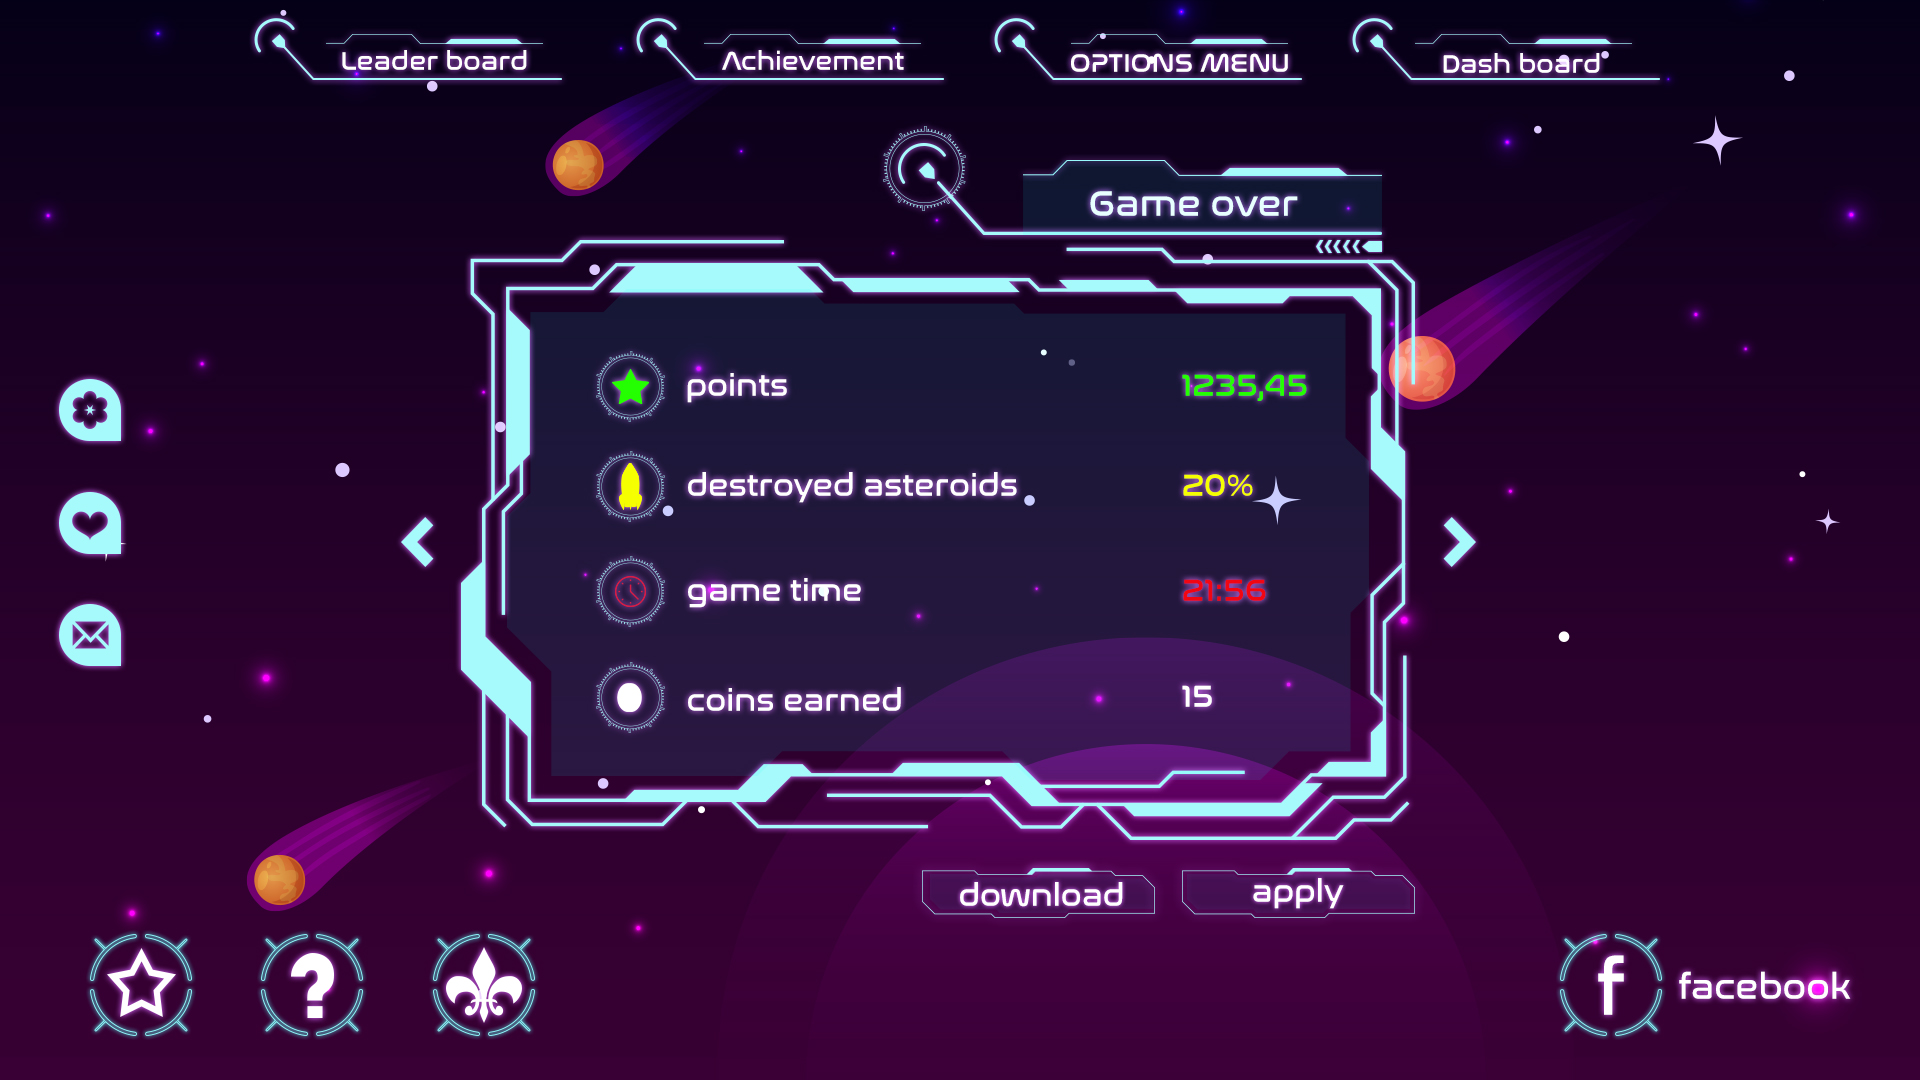 Leader board
Achievement
OPTIONS MENU
Dash board
Game over
points 1235,45
destroyed asteroids 20%
game time 21:56
coins earned 15
download
apply
?
f facebook